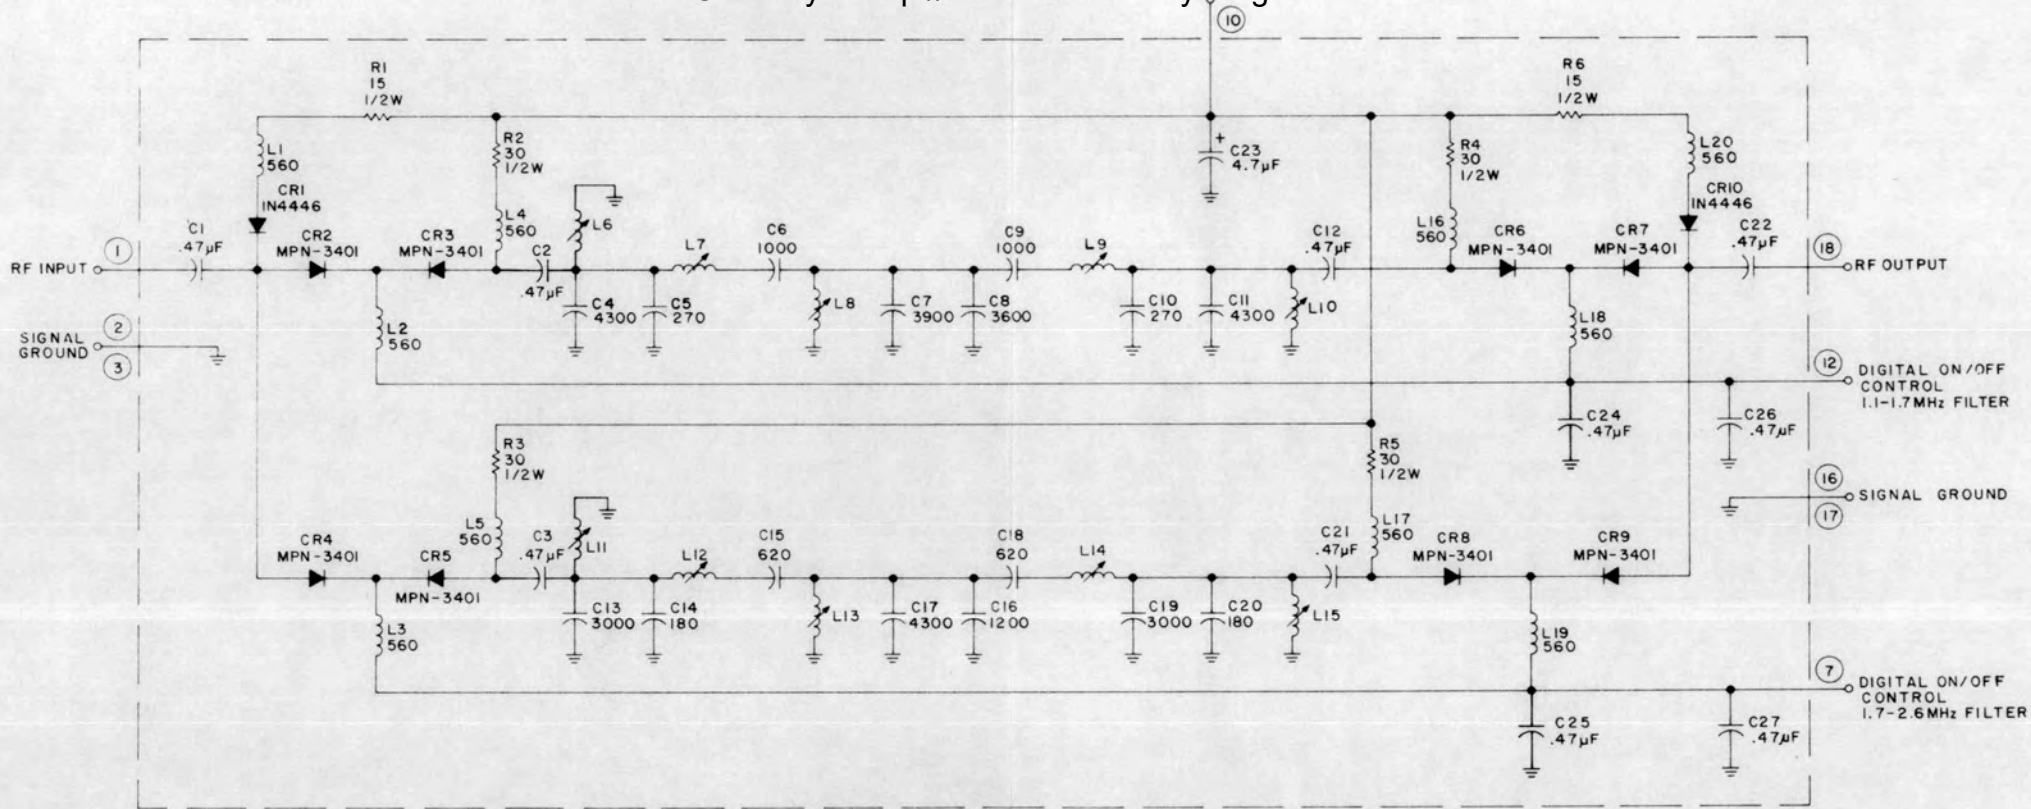 10
R1
15
1/2W
R6
15
1/2W
L1
560
R2
30
1/2W
C23
4.7µF
+
R4
30
1/2W
L20
560
CR1
IN4446
L4
560
L6
L16
560
CR10
IN4446
C1
.47µF
CR2
MPN-3401
CR3
MPN-3401
C2
.47µF
L7
C6
1000
C9
1000
L9
C12
.47µF
CR6
MPN-3401
CR7
MPN-3401
C22
.47µF
RF INPUT
1
18
RF OUTPUT
SIGNAL
GROUND
2
3
L2
560
C4
4300
C5
270
L8
C7
3900
C8
3600
C10
270
C11
4300
L10
L18
560
12
DIGITAL ON/OFF
CONTROL
1.1-1.7MHz FILTER
C24
.47µF
C26
.47µF
R3
30
1/2W
R5
30
1/2W
16
17
SIGNAL GROUND
CR4
MPN-3401
CR5
MPN-3401
L5
560
C3
.47µF
L11
L12
C15
620
C18
620
L14
C21
.47µF
L17
560
CR8
MPN-3401
CR9
MPN-3401
L3
560
C13
3000
C14
180
L13
C17
4300
C16
1200
C19
3000
C20
180
L15
L19
560
7
DIGITAL ON/OFF
CONTROL
1.7-2.6MHz FILTER
C25
.47µF
C27
.47µF